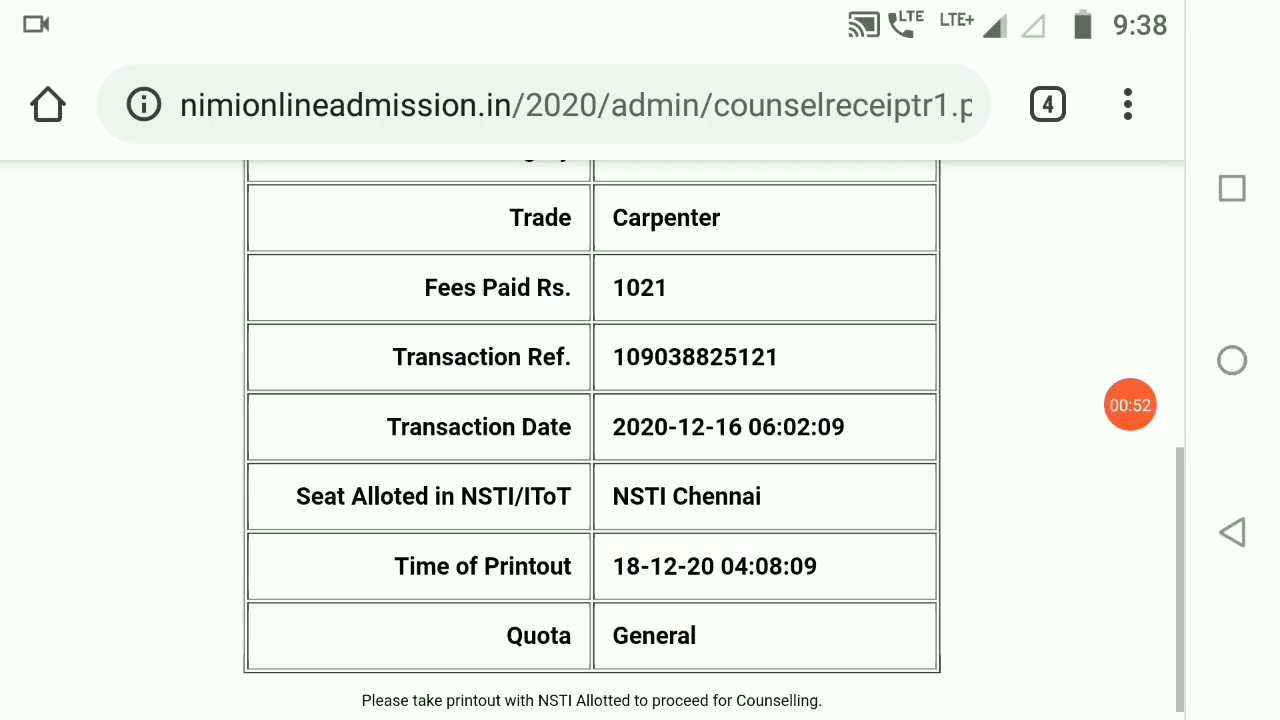 LTE LTE+ 9:38
nimionlineadmission.in/2020/admin/counselreceiptr1.p 4
Trade Carpenter
Fees Paid Rs. 1021
Transaction Ref. 109038825121
00:52
Transaction Date 2020-12-16 06:02:09
Seat Alloted in NSTI/IToT NSTI Chennai
Time of Printout 18-12-20 04:08:09
Quota General
Please take printout with NSTI Allotted to proceed for Counselling.